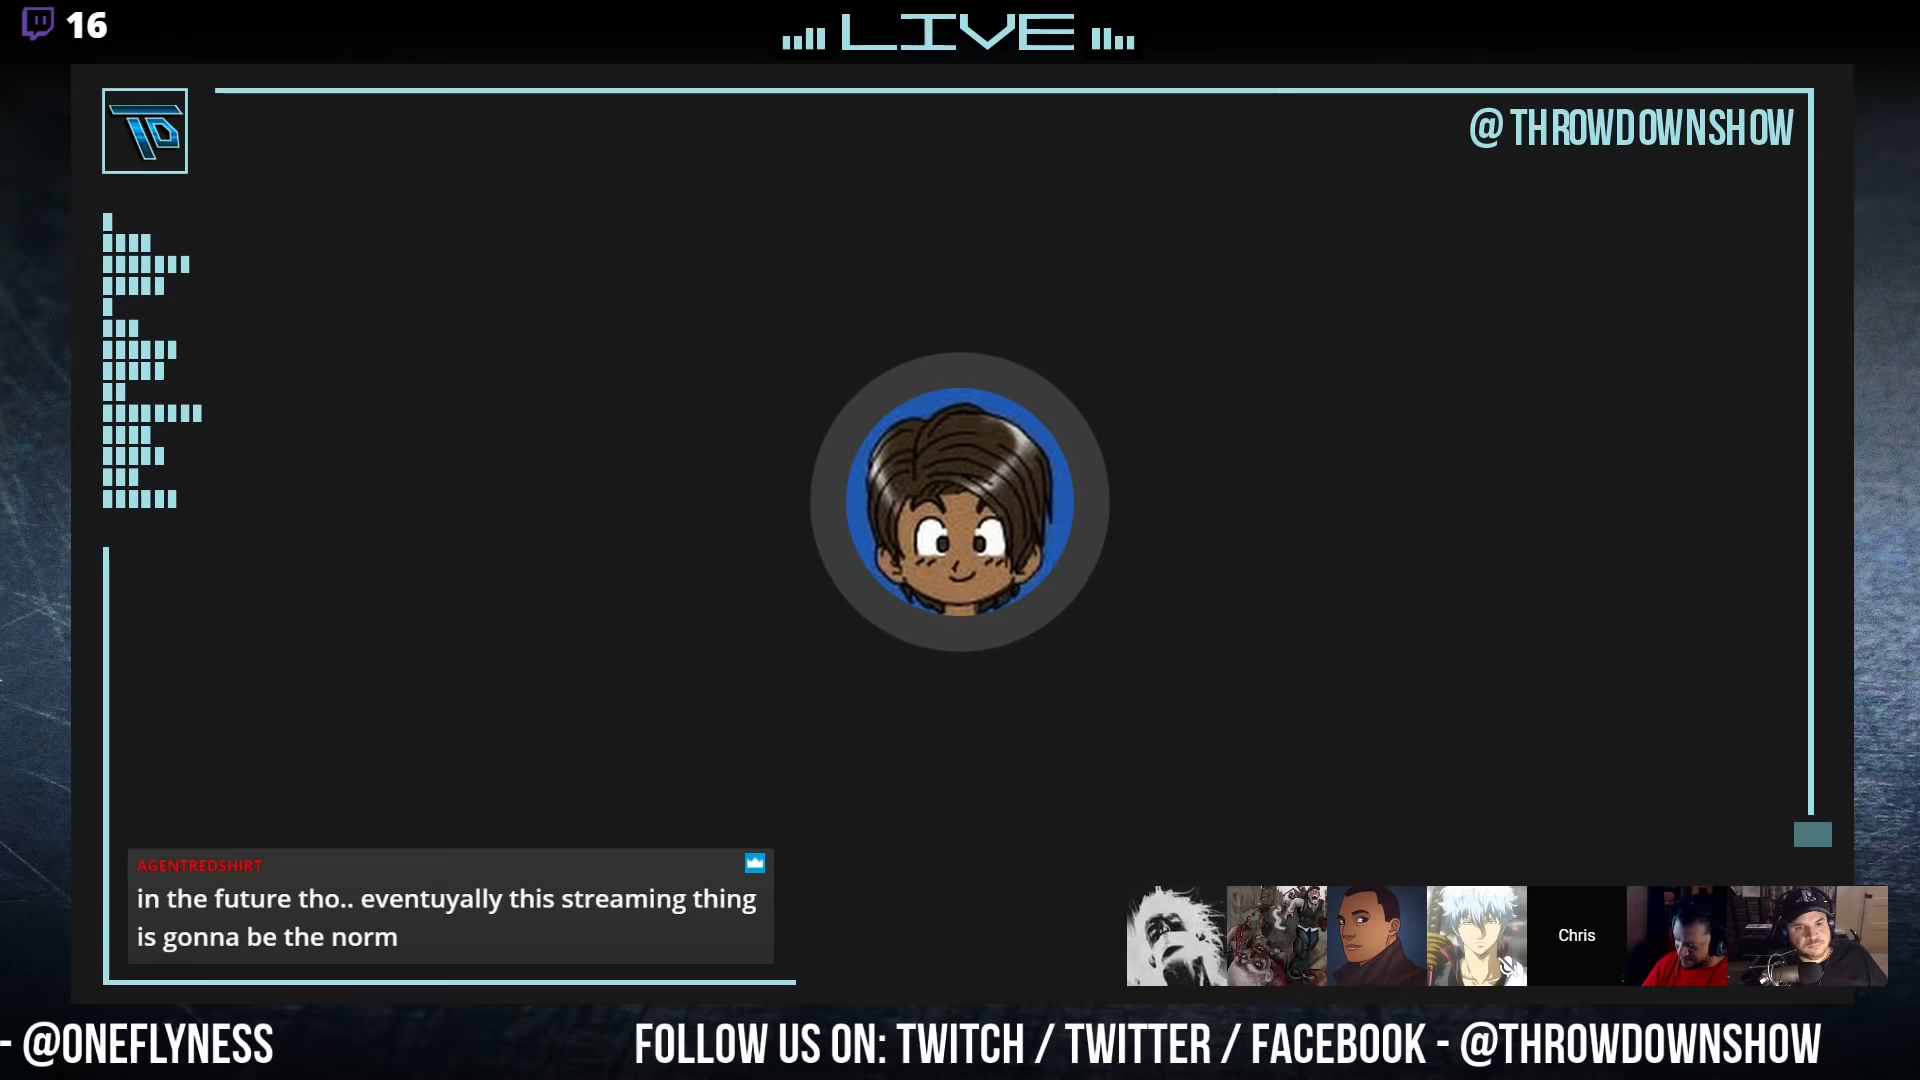 16
LIVE
TD
@THROWDOWNSHOW
AGENTREDSHIRT
in the future tho.. eventuyally this streaming thing
is gonna be the norm
Chris
- @ONEFLYNESS FOLLOW US ON: TWITCH / TWITTER / FACEBOOK - @THROWDOWNSHOW